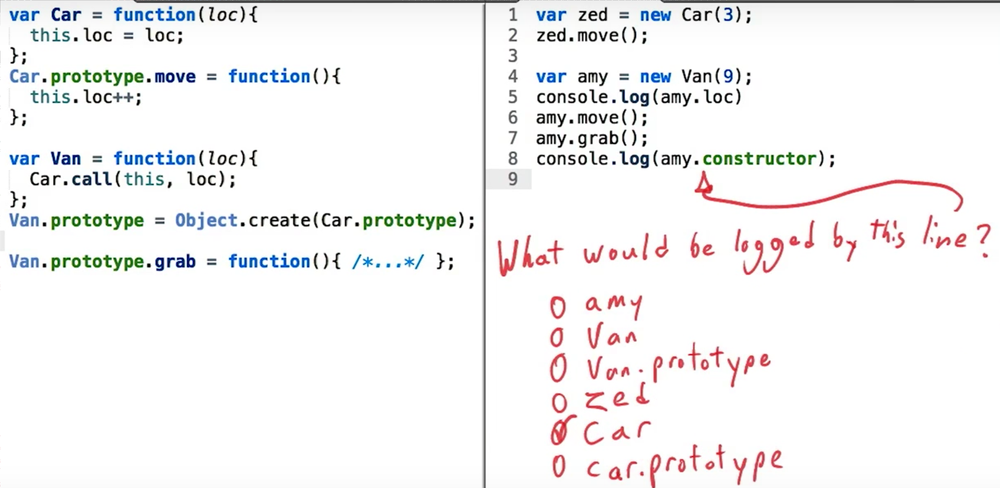 var Car = function(loc){
  this.loc = loc;
};
Car.prototype.move = function(){
  this.loc++;
};

var Van = function(loc){
  Car.call(this, loc);
};
Van.prototype = Object.create(Car.prototype);

Van.prototype.grab = function(){ /*...*/ };
1 var zed = new Car(3);
2 zed.move();
3
4 var amy = new Van(9);
5 console.log(amy.loc)
6 amy.move();
7 amy.grab();
8 console.log(amy.constructor);
9
What would be logged by this line?
amy
Van
Van.prototype
zed
Car
car.prototype